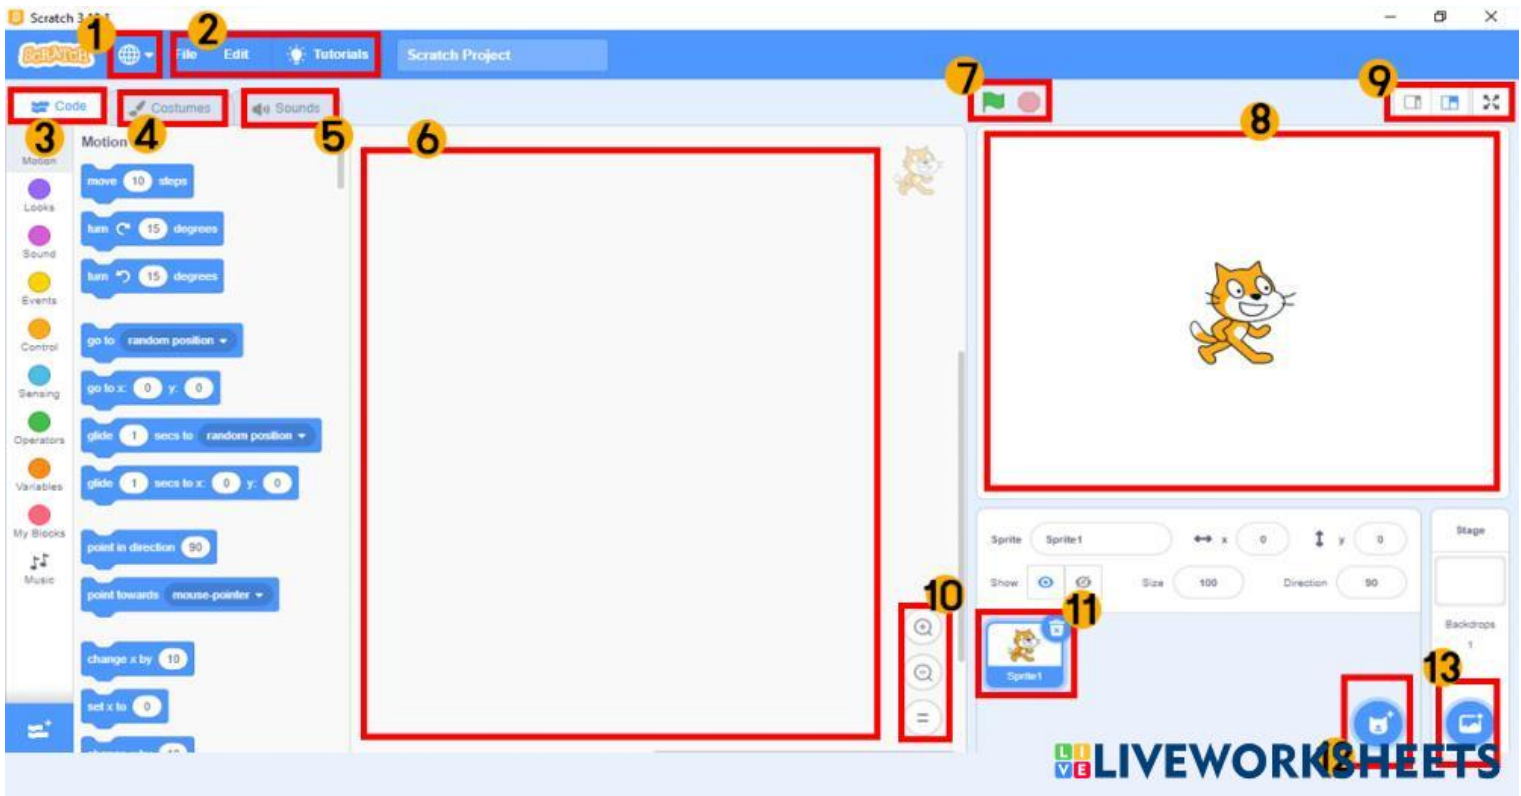 Scratch 3
1
2
SCRATCH
File
Edit
Tutorials
Scratch Project
7
9
Code
Costumes
Sounds
3
4
5
6
8
Motion
Motion
Looks
Sound
Events
Control
Sensing
Operators
Variables
My Blocks
Music
move 10 steps
turn 15 degrees
turn 15 degrees
go to random position
go to x: 0 y: 0
glide 1 secs to random position
glide 1 secs to x: 0 y: 0
point in direction 90
point towards mouse-pointer
change x by 10
set x to 0
Sprite Sprite1 x 0 y 0
Show Size 100 Direction 90
Stage
Backdrops
1
10
11
Sprite1
13
12
LIVE LIVEWORKSHEETS